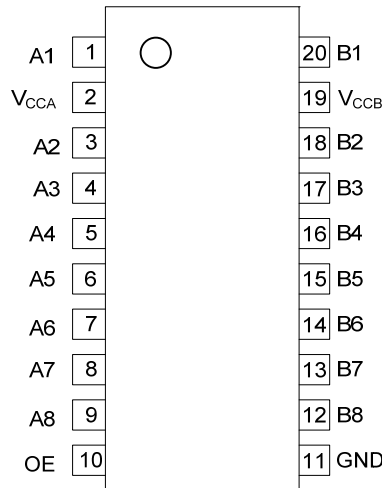 A1 1 20 B1
VCCA 2 19 VCCB
A2 3 18 B2
A3 4 17 B3
A4 5 16 B4
A5 6 15 B5
A6 7 14 B6
A7 8 13 B7
A8 9 12 B8
OE 10 11 GND